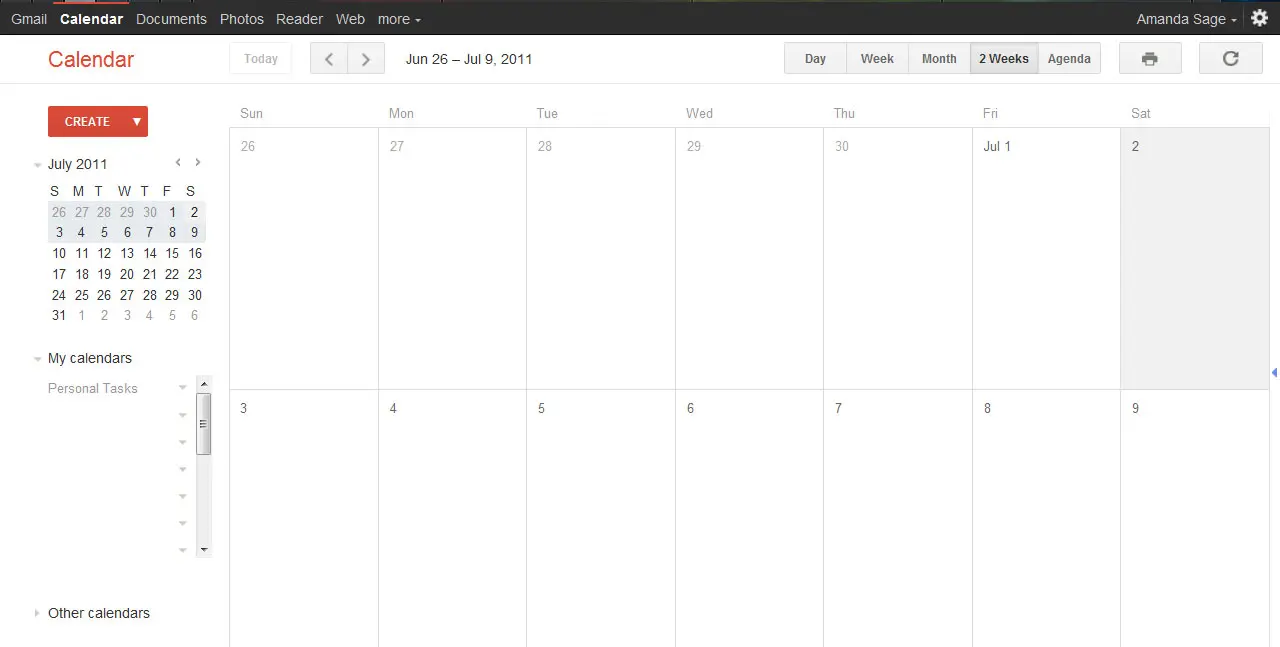 Gmail Calendar Documents Photos Reader Web more Amanda Sage
Calendar Today Jun 26 – Jul 9, 2011 Day Week Month 2 Weeks Agenda
CREATE
July 2011
S M T W T F S
26 27 28 29 30 1 2
3 4 5 6 7 8 9
10 11 12 13 14 15 16
17 18 19 20 21 22 23
24 25 26 27 28 29 30
31 1 2 3 4 5 6
My calendars
Personal Tasks
Other calendars
Sun Mon Tue Wed Thu Fri Sat
26 27 28 29 30 Jul 1 2
3 4 5 6 7 8 9